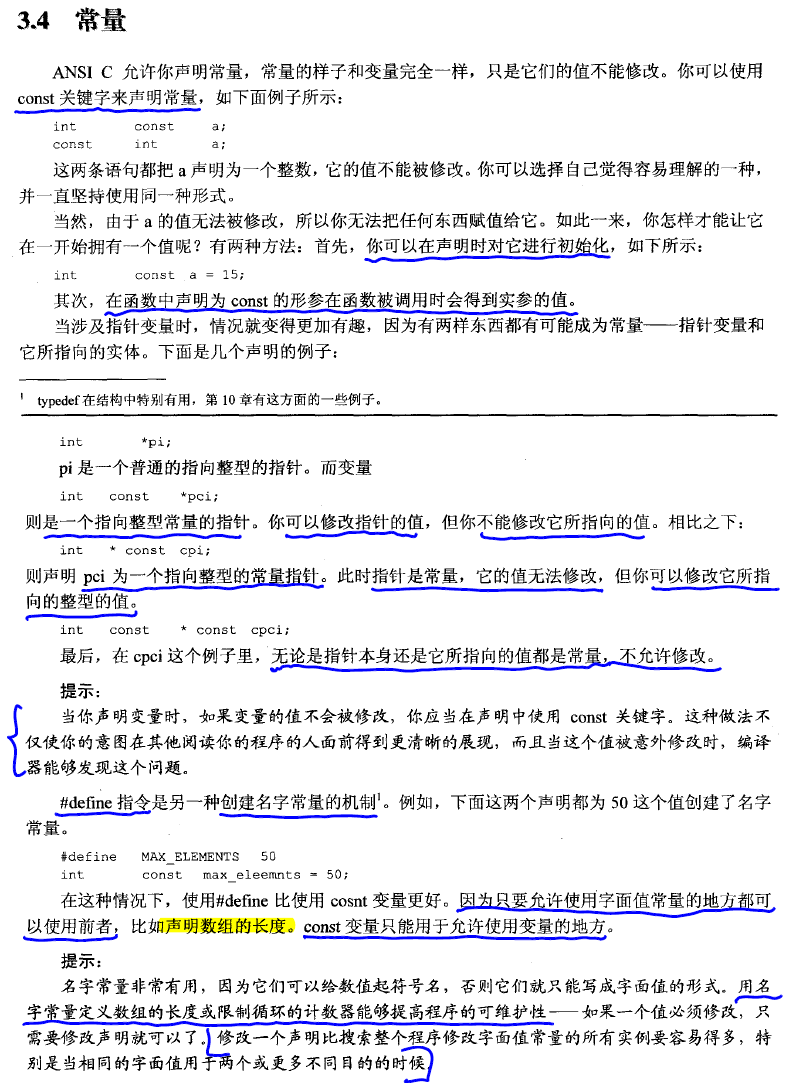 3.4 常量
ANSI C 允许你声明常量，常量的样子和变量完全一样，只是它们的值不能修改。你可以使用
const 关键字来声明常量，如下面例子所示：
int const a;
const int a;
这两条语句都把 a 声明为一个整数，它的值不能被修改。你可以选择自己觉得容易理解的一种，
并一直坚持使用同一种形式。
当然，由于 a 的值无法被修改，所以你无法把任何东西赋值给它。如此一来，你怎样才能让它
在一开始拥有一个值呢？有两种方法：首先，你可以在声明时对它进行初始化，如下所示：
int const a = 15;
其次，在函数中声明为 const 的形参在函数被调用时会得到实参的值。
当涉及指针变量时，情况就变得更加有趣，因为有两样东西都有可能成为常量——指针变量和
它所指向的实体。下面是几个声明的例子：
1 typedef 在结构中特别有用，第 10 章有这方面的一些例子。
int *pi;
pi 是一个普通的指向整型的指针。而变量
int const *pci;
则是一个指向整型常量的指针。你可以修改指针的值，但你不能修改它所指向的值。相比之下：
int * const cpi;
则声明 pci 为一个指向整型的常量指针。此时指针是常量，它的值无法修改，但你可以修改它所指
向的整型的值。
int const * const cpci;
最后，在 cpci 这个例子里，无论是指针本身还是它所指向的值都是常量，不允许修改。
提示：
当你声明变量时，如果变量的值不会被修改，你应当在声明中使用 const 关键字。这种做法不
仅使你的意图在其他阅读你的程序的人面前得到更清晰的展现，而且当这个值被意外修改时，编译
器能够发现这个问题。
#define 指令是另一种创建名字常量的机制1。例如，下面这两个声明都为 50 这个值创建了名字
常量。
#define MAX_ELEMENTS 50
int const max_eleemnts = 50;
在这种情况下，使用#define 比使用 cosnt 变量更好。因为只要允许使用字面值常量的地方都可
以使用前者，比如声明数组的长度。const 变量只能用于允许使用变量的地方。
提示：
名字常量非常有用，因为它们可以给数值起符号名，否则它们就只能写成字面值的形式。用名
字常量定义数组的长度或限制循环的计数器能够提高程序的可维护性——如果一个值必须修改，只
需要修改声明就可以了。修改一个声明比搜索整个程序修改字面值常量的所有实例要容易得多，特
别是当相同的字面值用于两个或更多不同目的的时候